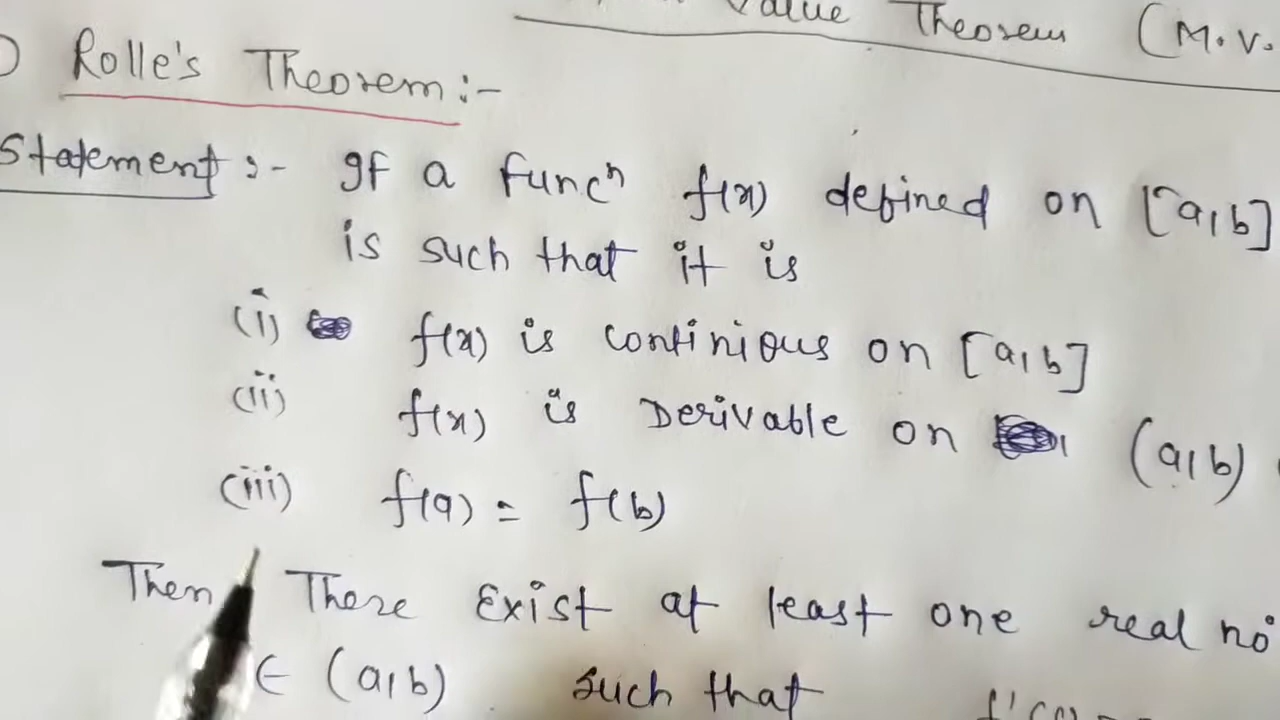 Value Theorem (M.V.
Rolle's Theorem:-
Statement :- If a funcⁿ f(x) defined on [a,b]
is such that it is
(i) f(x) is continious on [a,b]
(ii) f(x) is Derivable on (a,b)
(iii) f(a) = f(b)
Then There Exist at least one real no
∈ (a,b) such that